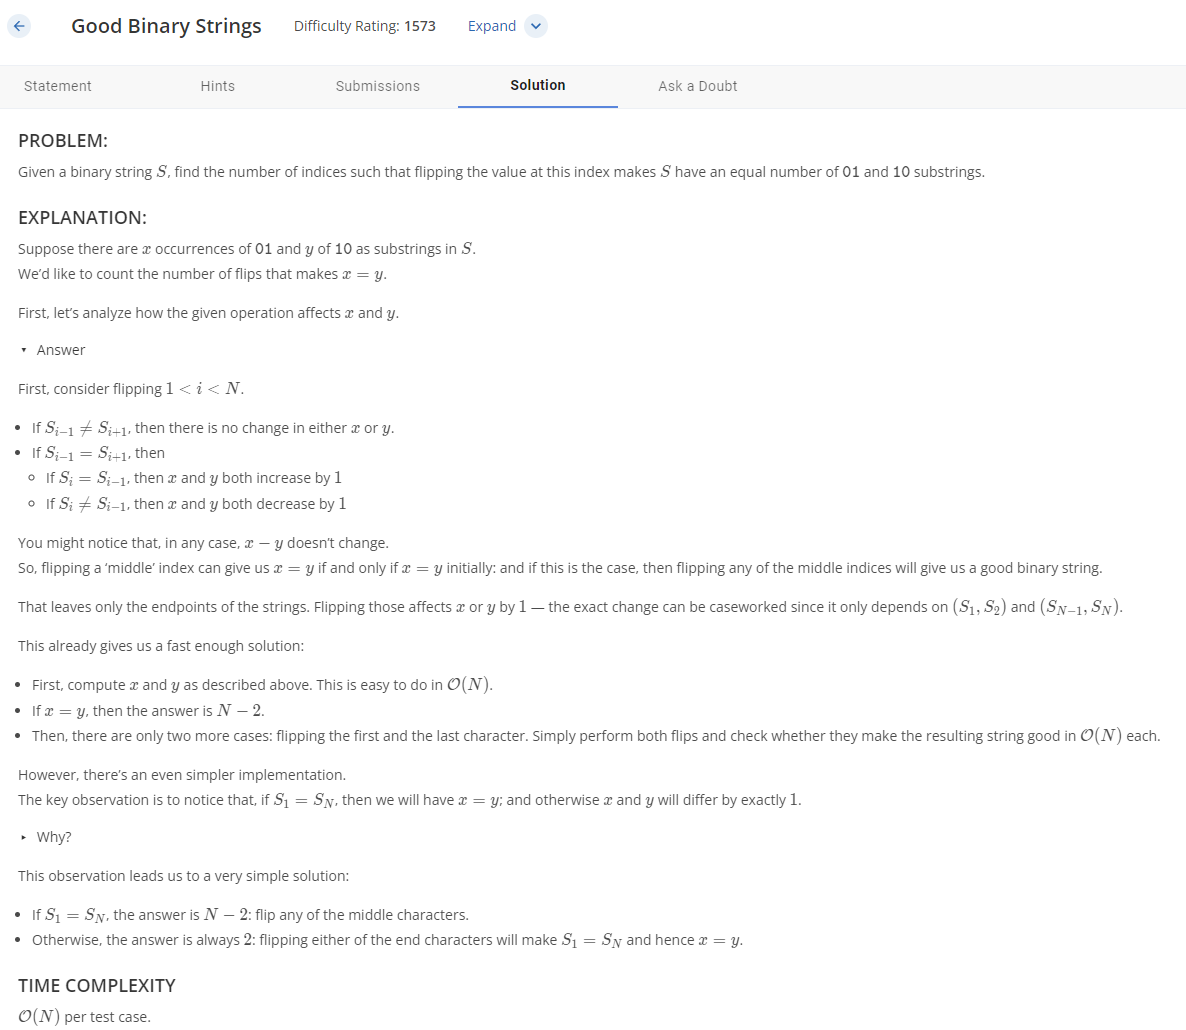 Good Binary Strings Difficulty Rating: 1573 Expand
Statement Hints Submissions Solution Ask a Doubt
PROBLEM:
Given a binary string S, find the number of indices such that flipping the value at this index makes S have an equal number of 01 and 10 substrings.
EXPLANATION:
Suppose there are x occurrences of 01 and y of 10 as substrings in S.
We'd like to count the number of flips that makes x = y.
First, let's analyze how the given operation affects x and y.
▾ Answer
First, consider flipping 1 < i < N.
• If S_{i−1} ≠ S_{i+1}, then there is no change in either x or y.
• If S_{i−1} = S_{i+1}, then
◦ If S_i = S_{i−1}, then x and y both increase by 1
◦ If S_i ≠ S_{i−1}, then x and y both decrease by 1
You might notice that, in any case, x − y doesn't change.
So, flipping a 'middle' index can give us x = y if and only if x = y initially: and if this is the case, then flipping any of the middle indices will give us a good binary string.
That leaves only the endpoints of the strings. Flipping those affects x or y by 1 — the exact change can be caseworked since it only depends on (S_1, S_2) and (S_{N−1}, S_N).
This already gives us a fast enough solution:
• First, compute x and y as described above. This is easy to do in O(N).
• If x = y, then the answer is N − 2.
• Then, there are only two more cases: flipping the first and the last character. Simply perform both flips and check whether they make the resulting string good in O(N) each.
However, there's an even simpler implementation.
The key observation is to notice that, if S_1 = S_N, then we will have x = y; and otherwise x and y will differ by exactly 1.
▸ Why?
This observation leads us to a very simple solution:
• If S_1 = S_N, the answer is N − 2: flip any of the middle characters.
• Otherwise, the answer is always 2: flipping either of the end characters will make S_1 = S_N and hence x = y.
TIME COMPLEXITY
O(N) per test case.